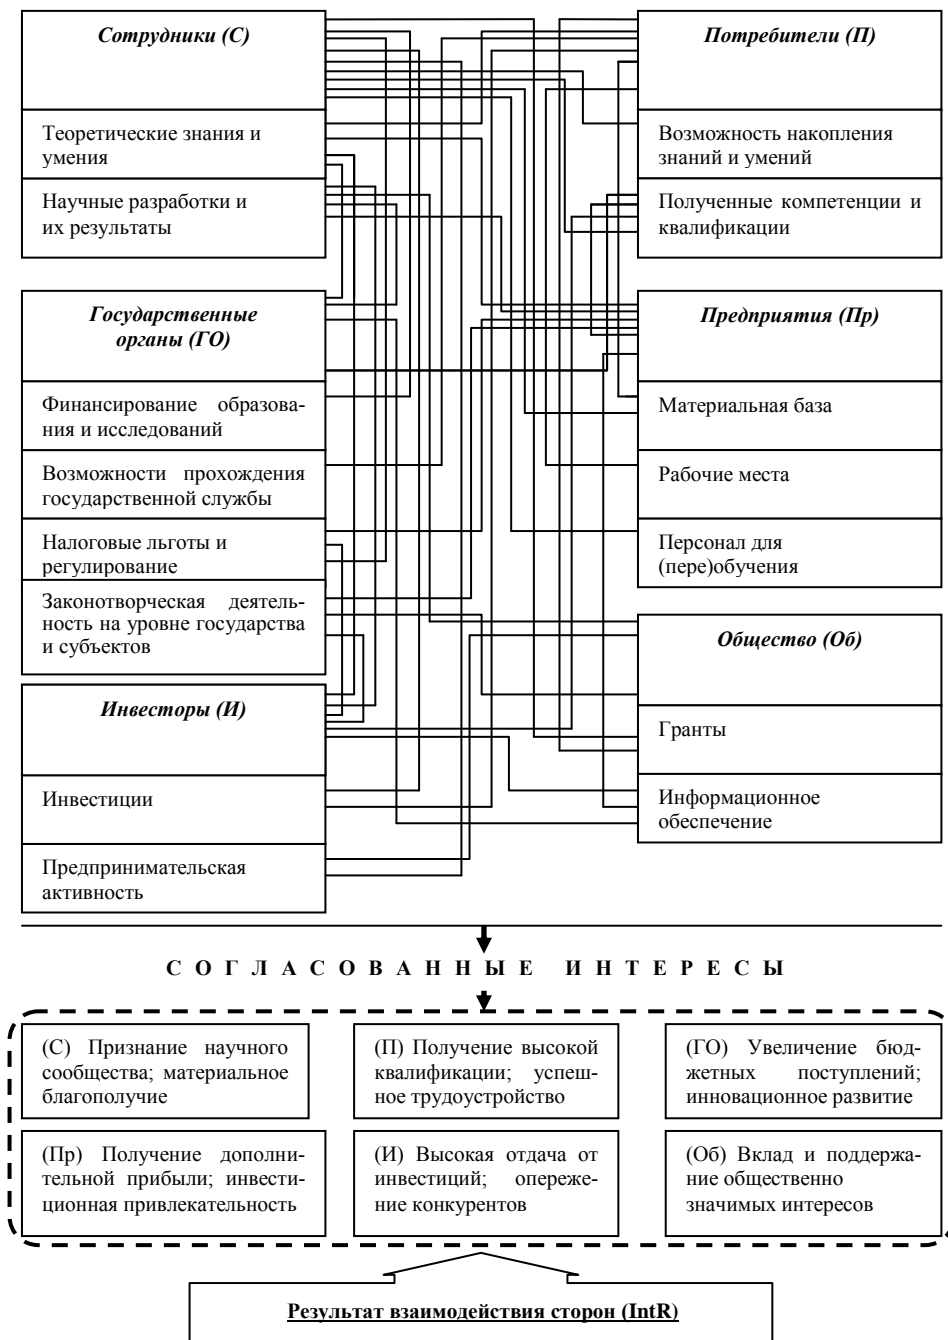 Сотрудники (С)
Теоретические знания и
умения
Научные разработки и
их результаты
Потребители (П)
Возможность накопления
знаний и умений
Полученные компетенции и
квалификации
Государственные
органы (ГО)
Финансирование образова-
ния и исследований
Возможности прохождения
государственной службы
Налоговые льготы и
регулирование
Законотворческая деятель-
ность на уровне государства
и субъектов
Предприятия (Пр)
Материальная база
Рабочие места
Персонал для
(пере)обучения
Инвесторы (И)
Инвестиции
Предпринимательская
активность
Общество (Об)
Гранты
Информационное
обеспечение
СОГЛАСОВАННЫЕ ИНТЕРЕСЫ
(С) Признание научного
сообщества; материальное
благополучие
(П) Получение высокой
квалификации; успеш-
ное трудоустройство
(ГО) Увеличение бюд-
жетных поступлений;
инновационное развитие
(Пр) Получение дополни-
тельной прибыли; инвести-
ционная привлекательность
(И) Высокая отдача от
инвестиций; опереже-
ние конкурентов
(Об) Вклад и поддержа-
ние общественно
значимых интересов
Результат взаимодействия сторон (IntR)